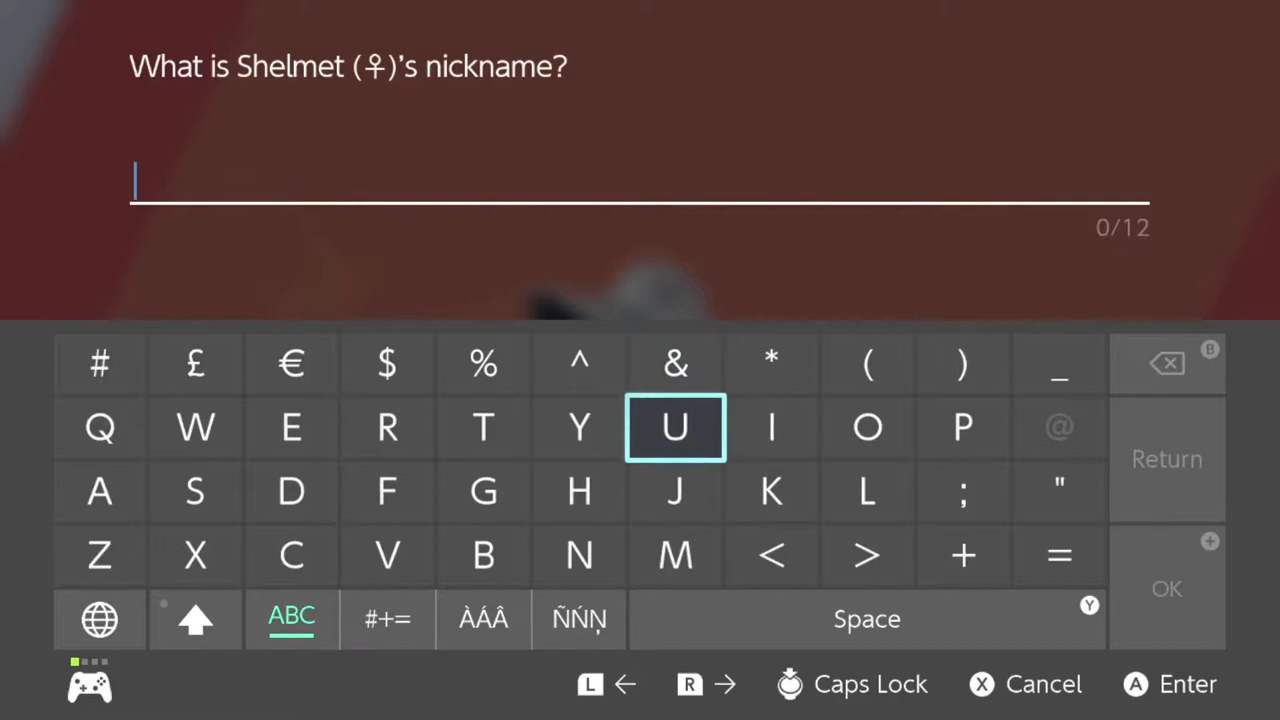 What is Shelmet (♀)'s nickname?
0/12
# £ € $ % ^ & * ( ) _ B
Q W E R T Y U I O P @ Return
A S D F G H J K L ; "
Z X C V B N M < > + = + OK
ABC #+= ÀÁÂ ÑŃŅ Space Y
L ← R → Caps Lock X Cancel A Enter